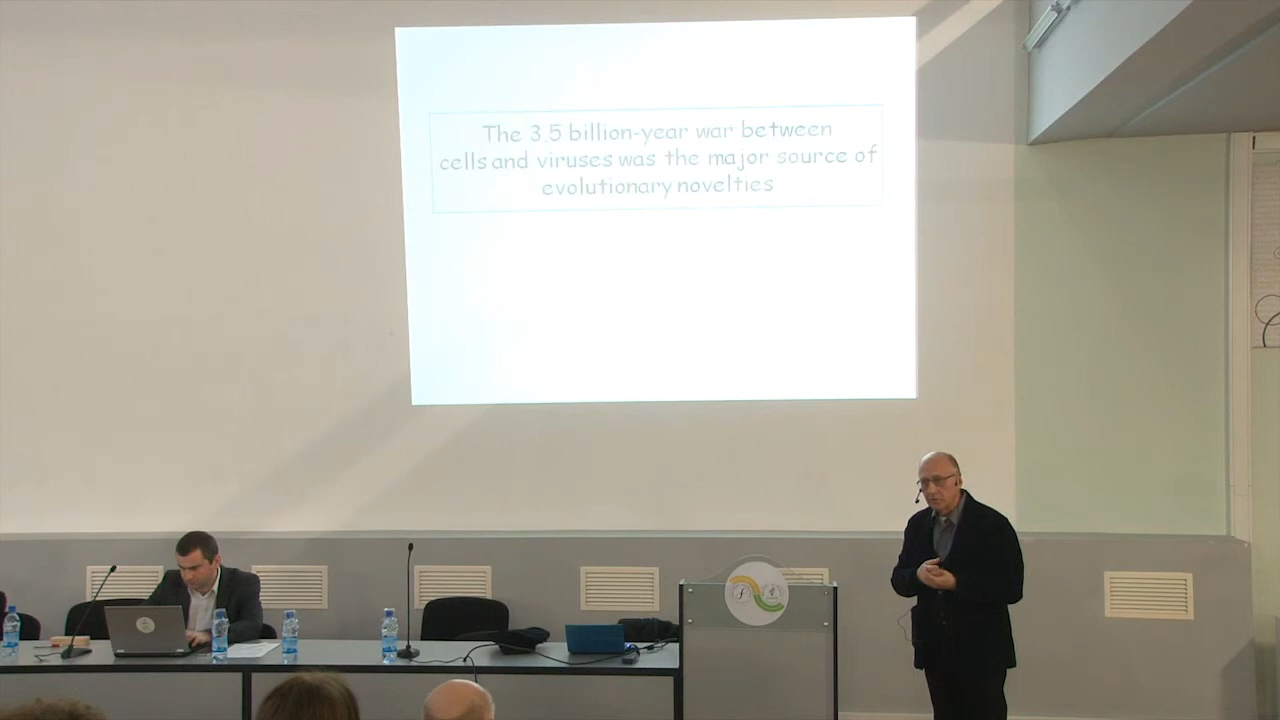 The 3.5 billion-year war between
cells and viruses was the major source of
evolutionary novelties